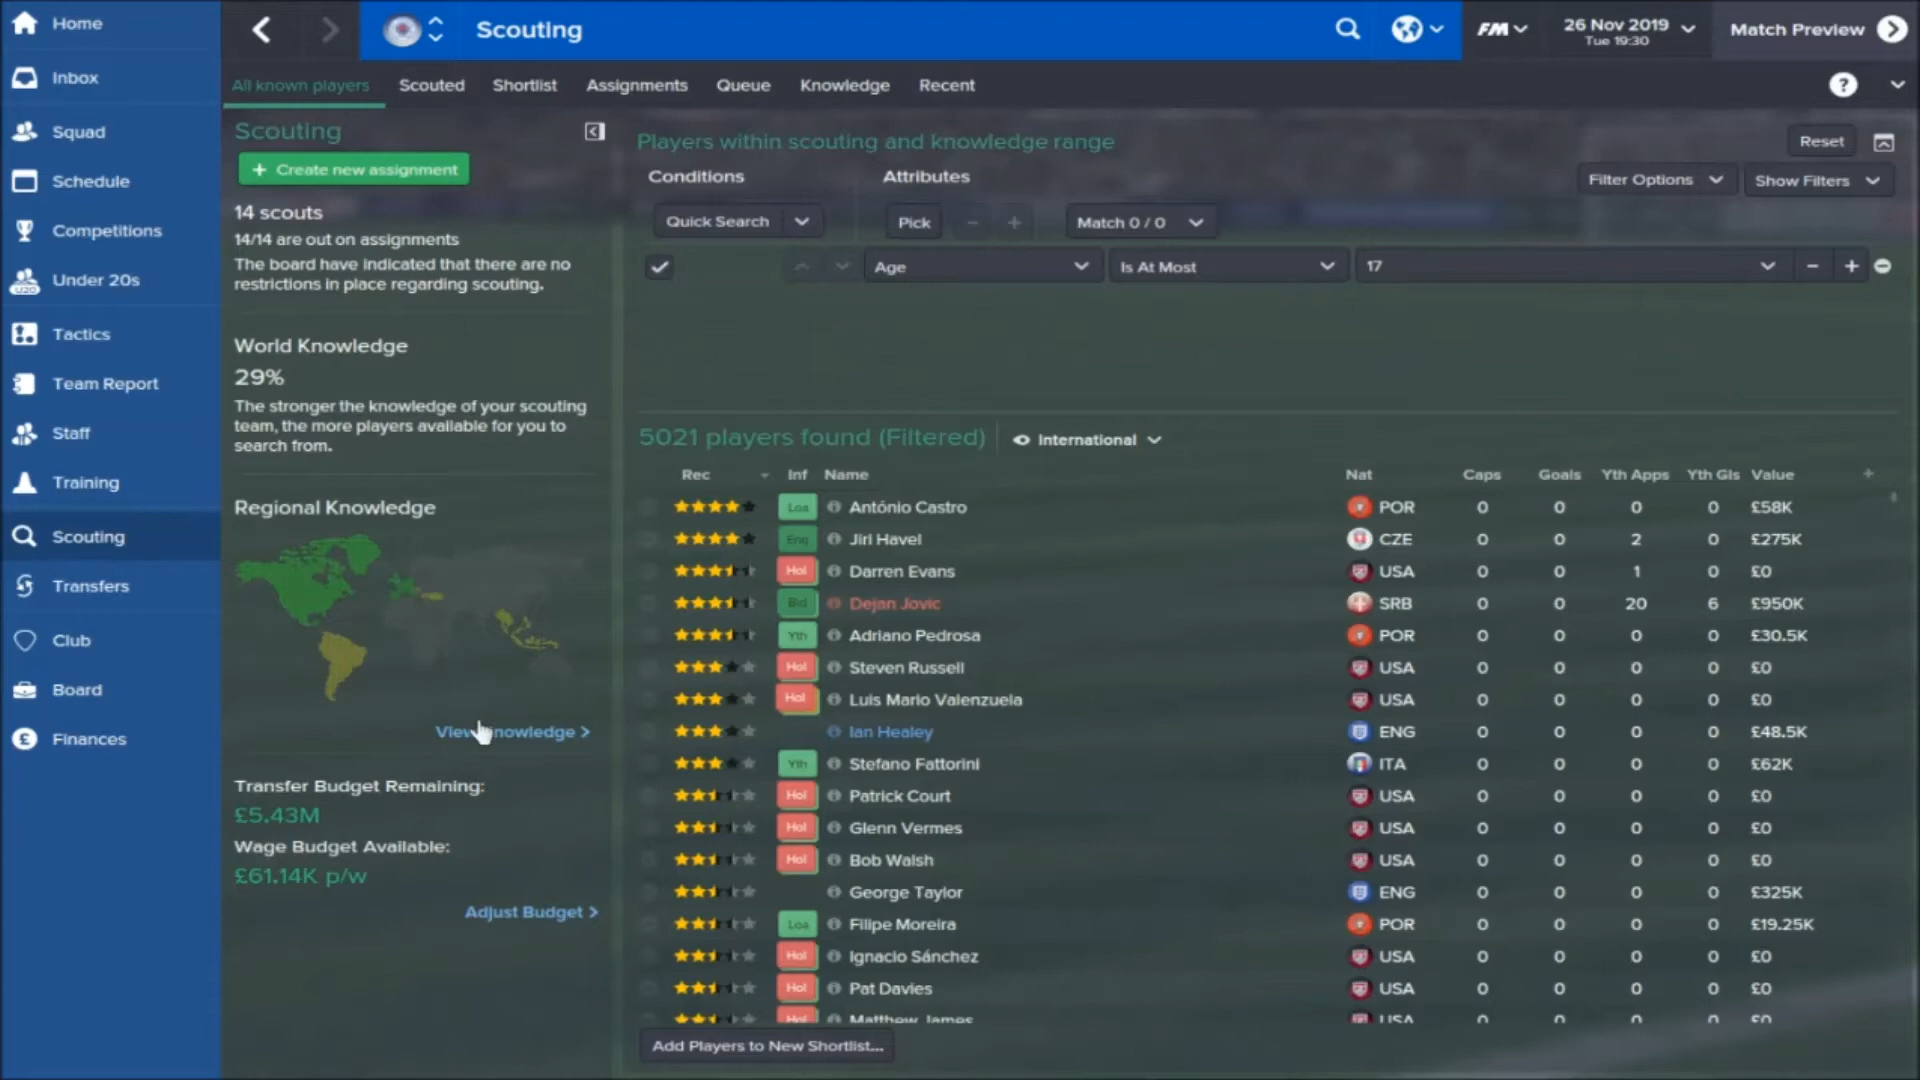 Home
Inbox
Squad
Schedule
Competitions
Under 20s
Tactics
Team Report
Staff
Training
Scouting
Transfers
Club
Board
Finances
Scouting
FM
26 Nov 2019
Tue 19:30
Match Preview
All known players Scouted Shortlist Assignments Queue Knowledge Recent
Scouting
+ Create new assignment
14 scouts
14/14 are out on assignments
The board have indicated that there are no
restrictions in place regarding scouting.
World Knowledge
29%
The stronger the knowledge of your scouting
team, the more players available for you to
search from.
Regional Knowledge
View Knowledge >
Transfer Budget Remaining:
£5.43M
Wage Budget Available:
£61.14K p/w
Adjust Budget >
Players within scouting and knowledge range
Reset
Conditions Attributes
Filter Options Show Filters
Quick Search Pick - + Match 0 / 0
Age Is At Most 17 - +
5021 players found (Filtered) International
Rec Inf Name Nat Caps Goals Yth Apps Yth Gls Value +
Loa António Castro POR 0 0 0 0 £58K
Enq Jiri Havel CZE 0 0 2 0 £275K
Hol Darren Evans USA 0 0 1 0 £0
Bid Dejan Jovic SRB 0 0 20 6 £950K
Yth Adriano Pedrosa POR 0 0 0 0 £30.5K
Hol Steven Russell USA 0 0 0 0 £0
Hol Luis Mario Valenzuela USA 0 0 0 0 £0
Ian Healey ENG 0 0 0 0 £48.5K
Yth Stefano Fattorini ITA 0 0 0 0 £62K
Hol Patrick Court USA 0 0 0 0 £0
Hol Glenn Vermes USA 0 0 0 0 £0
Hol Bob Walsh USA 0 0 0 0 £0
George Taylor ENG 0 0 0 0 £325K
Loa Filipe Moreira POR 0 0 0 0 £19.25K
Hol Ignacio Sánchez USA 0 0 0 0 £0
Hol Pat Davies USA 0 0 0 0 £0
Hol Matthew James USA 0 0 0 0 £0
Add Players to New Shortlist...